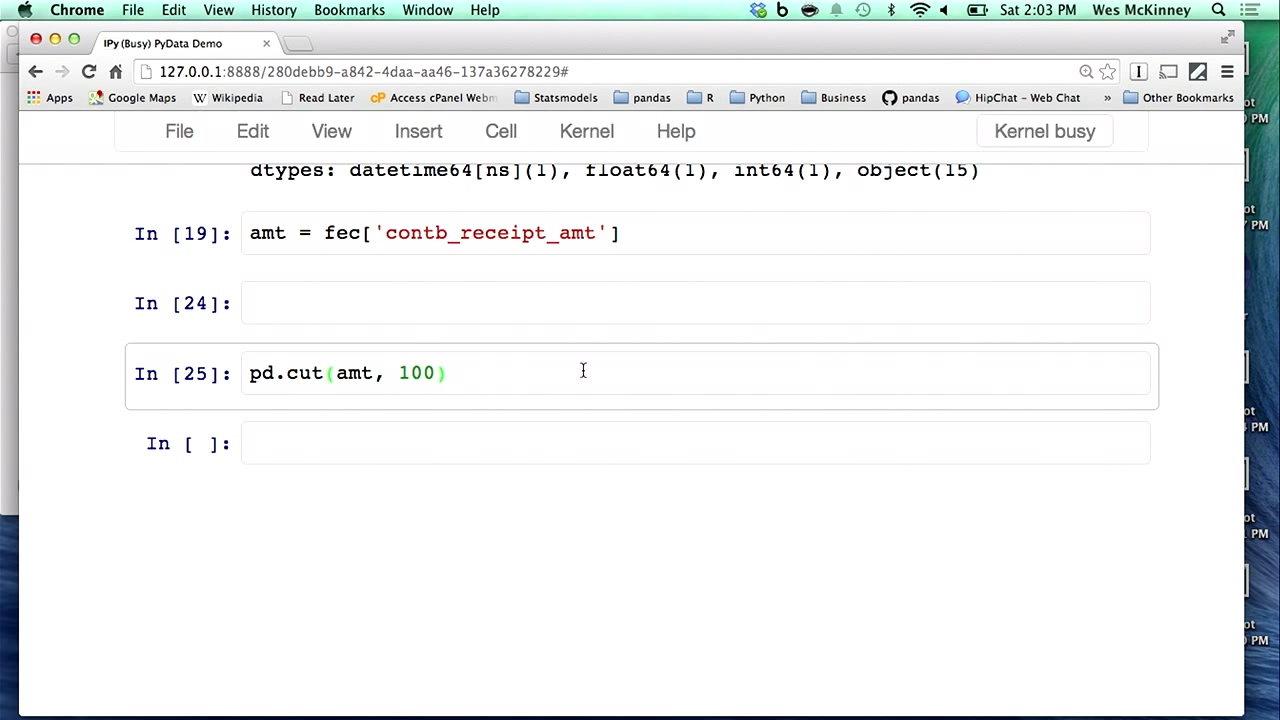 Chrome File Edit View History Bookmarks Window Help Sat 2:03 PM Wes McKinney
IPy (Busy) PyData Demo
127.0.0.1:8888/280debb9-a842-4daa-aa46-137a36278229#
Apps Google Maps Wikipedia Read Later Access cPanel Webm Statsmodels pandas R Python Business pandas HipChat - Web Chat » Other Bookmarks
File Edit View Insert Cell Kernel Help Kernel busy
dtypes: datetime64[ns](1), float64(1), int64(1), object(15)
In [19]: amt = fec['contb_receipt_amt']
In [24]:
In [25]: pd.cut(amt, 100)
In [ ]: